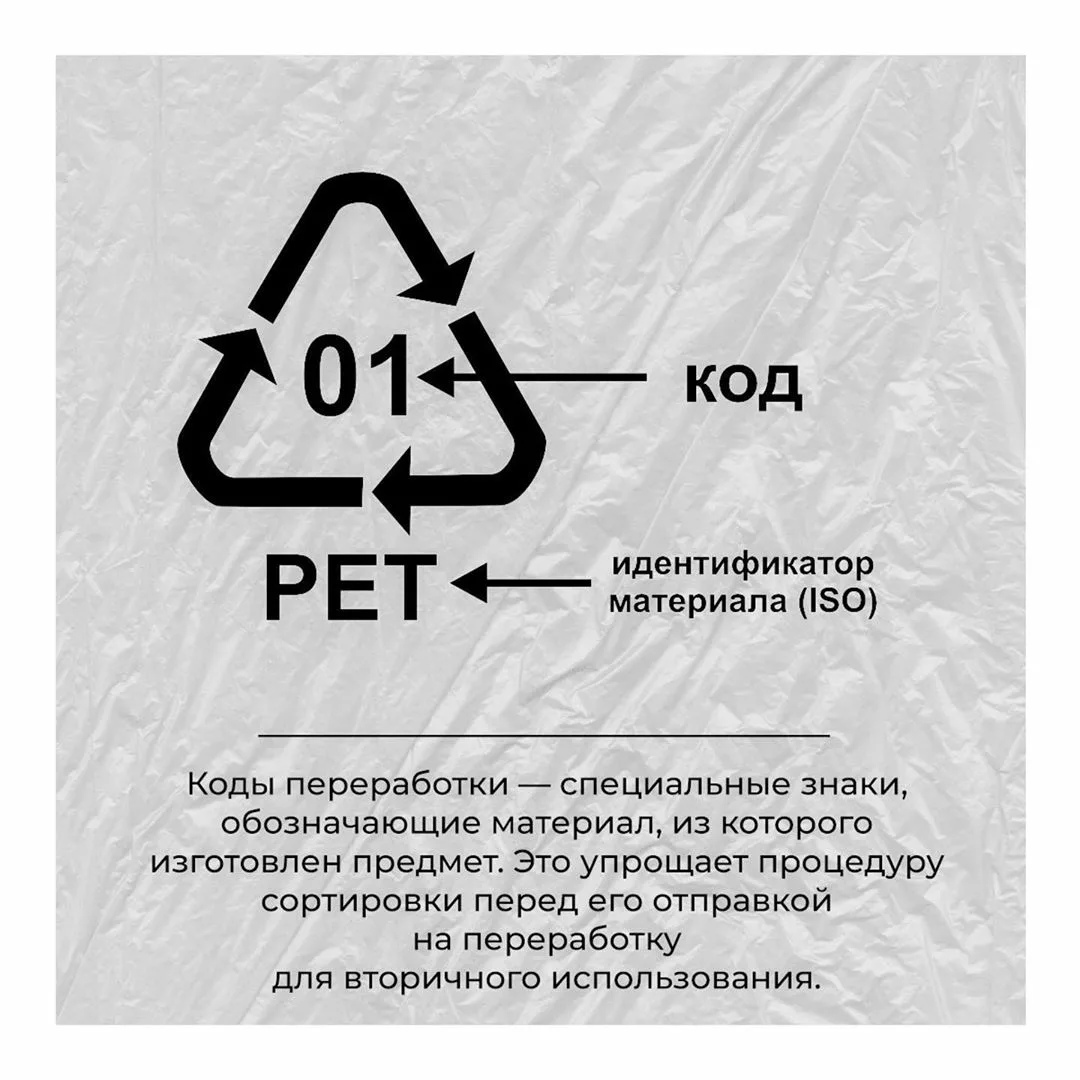 01
код
PET
идентификатор
материала (ISO)
Коды переработки — специальные знаки,
обозначающие материал, из которого
изготовлен предмет. Это упрощает процедуру
сортировки перед его отправкой
на переработку
для вторичного использования.